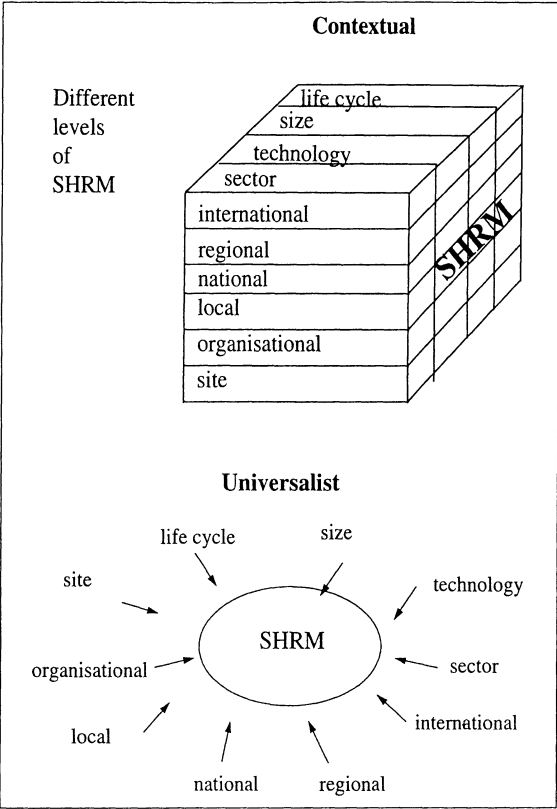 Contextual
Different
levels
of
SHRM
life cycle
size
technology
sector
international
regional
national
local
organisational
site
SHRM
Universalist
life cycle
size
site
technology
SHRM
organisational
sector
local
international
national
regional